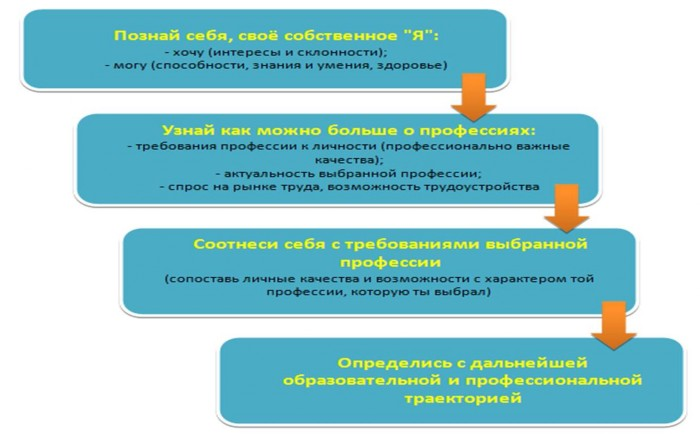 Познай себя, своё собственное "Я":
- хочу (интересы и склонности);
- могу (способности, знания и умения, здоровье)
Узнай как можно больше о профессиях:
- требования профессии к личности (профессионально важные
качества);
- актуальность выбранной профессии;
- спрос на рынке труда, возможность трудоустройства
Соотнеси себя с требованиями выбранной
профессии
(сопоставь личные качества и возможности с характером той
профессии, которую ты выбрал)
Определись с дальнейшей
образовательной и профессиональной
траекторией